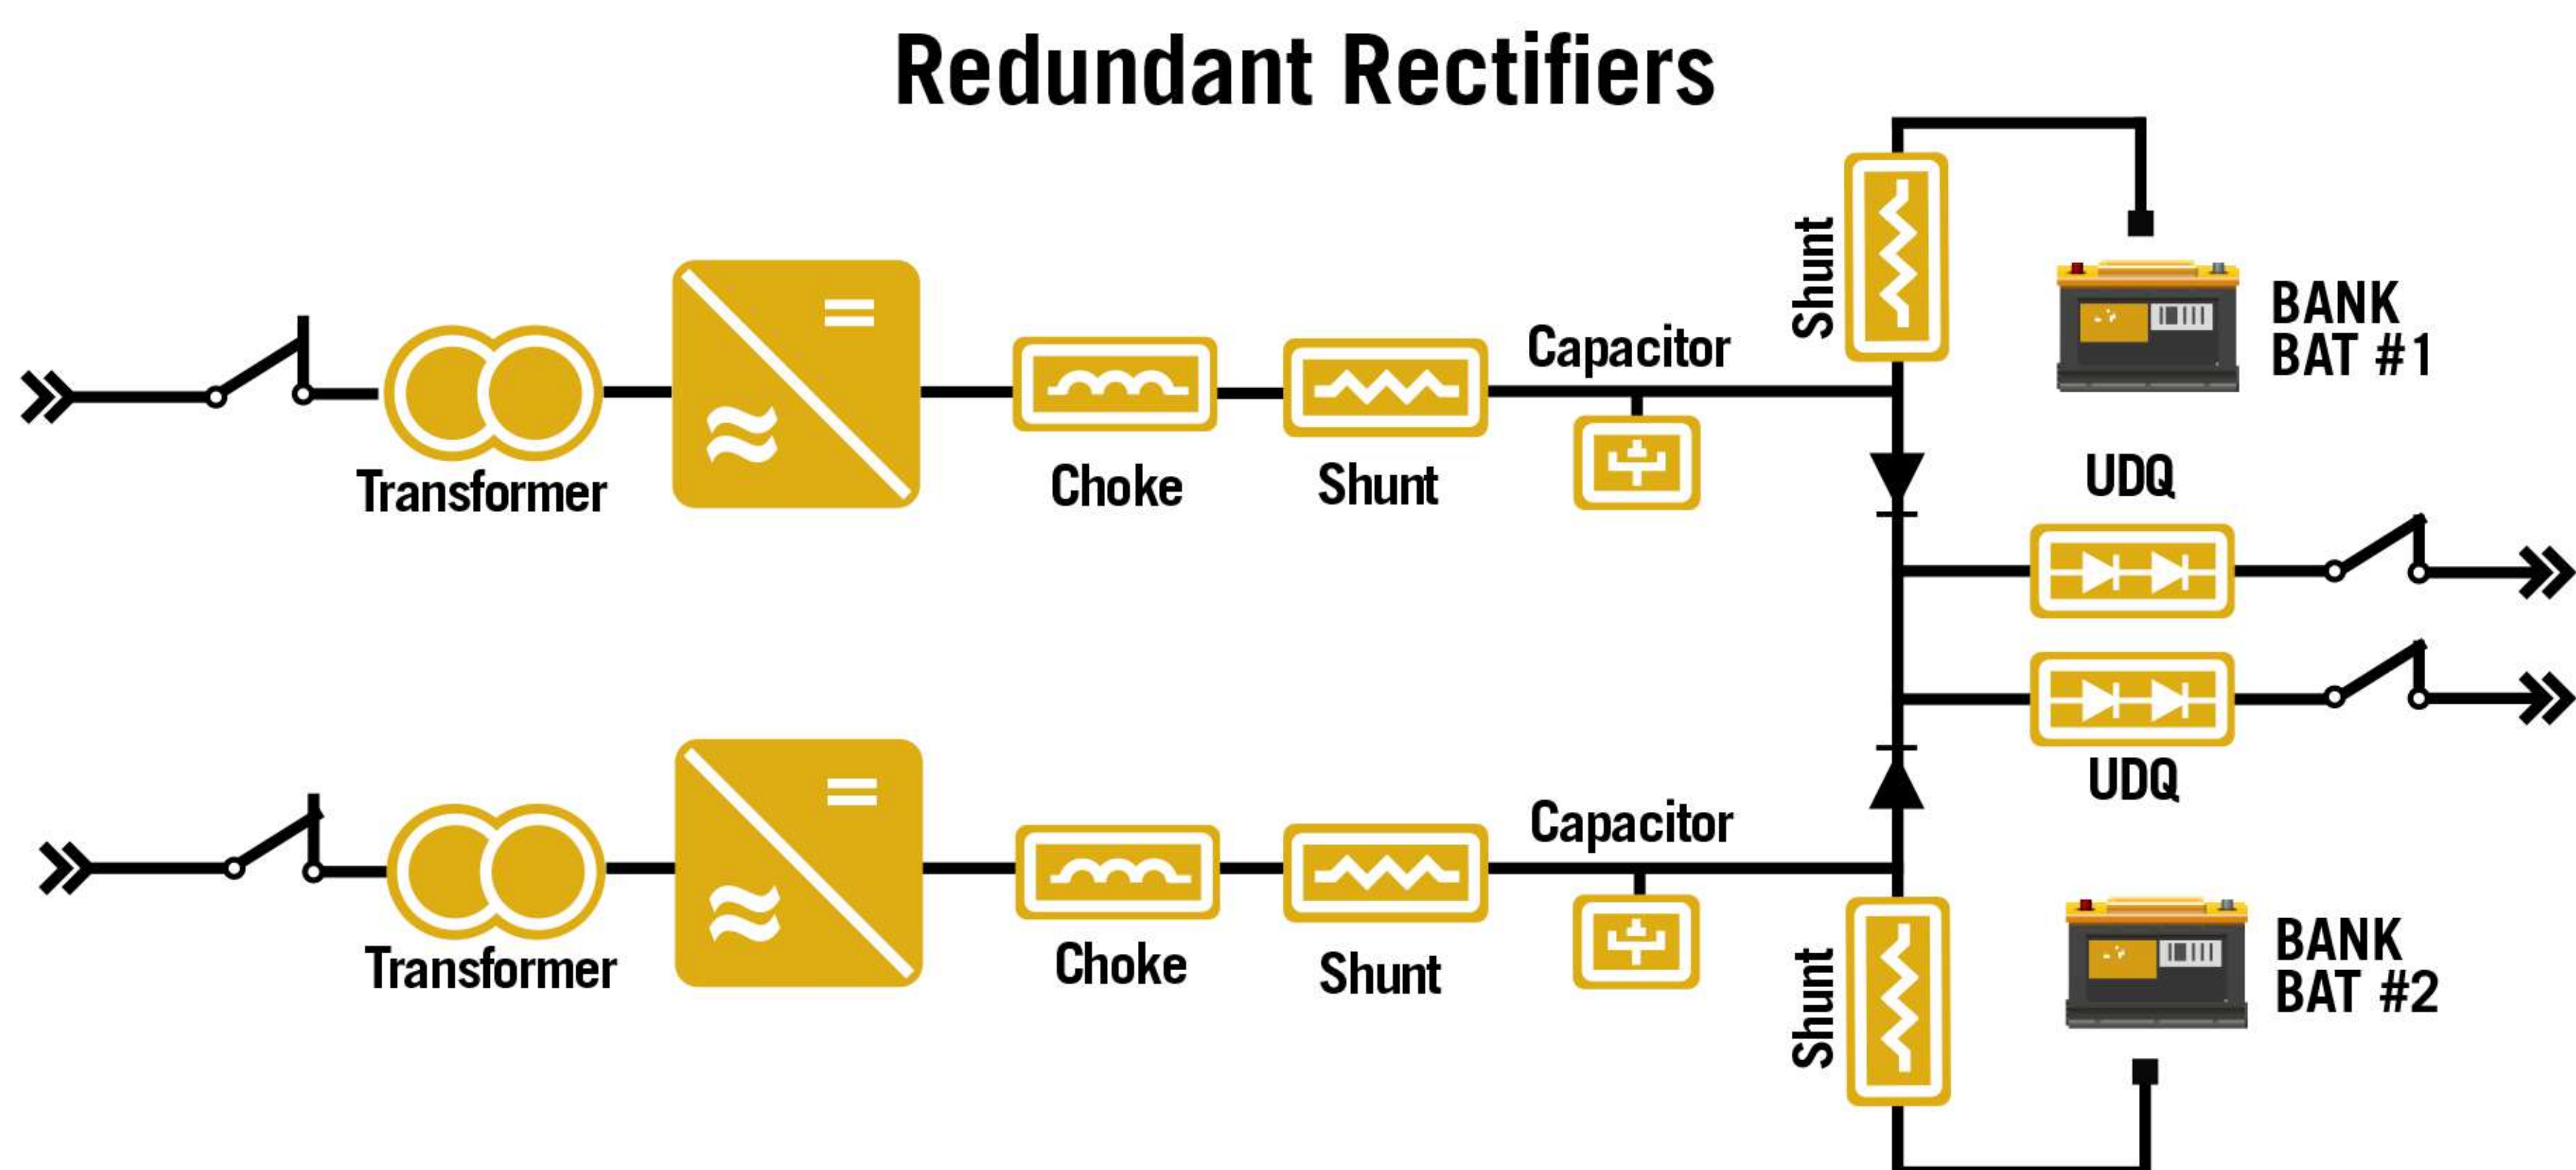 Redundant Rectifiers
Shunt
BANK
BAT #1
Capacitor
Transformer
Choke
Shunt
UDQ
UDQ
Capacitor
Transformer
Choke
Shunt
Shunt
BANK
BAT #2